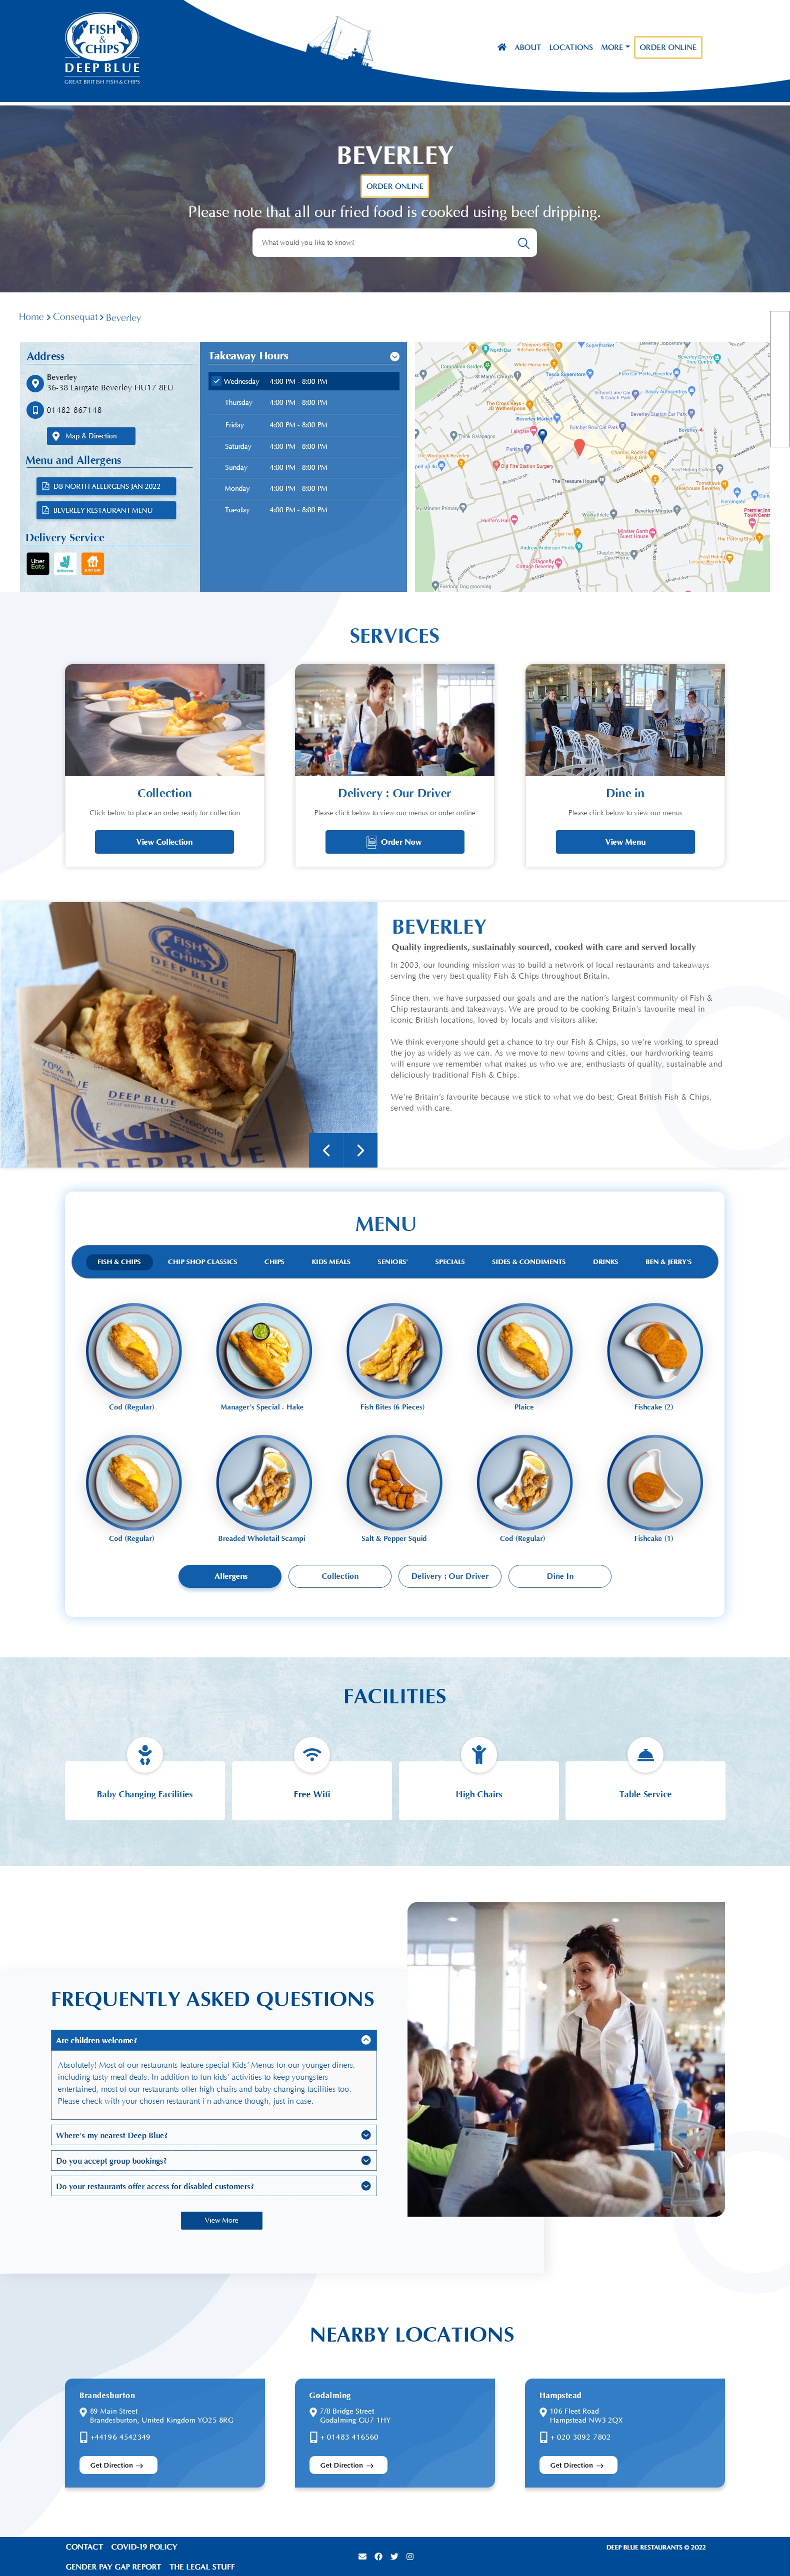 FISH
&
CHIPS
DEEP BLUE
GREAT BRITISH FISH & CHIPS
ABOUT
LOCATIONS
MORE
ORDER ONLINE
BEVERLEY
ORDER ONLINE
Please note that all our fried food is cooked using beef dripping.
What would you like to know?
Home > Consequat > Beverley
Address
Beverley
36-38 Lairgate Beverley HU17 8EU
01482 867148
Map & Direction
Menu and Allergens
DB NORTH ALLERGENS JAN 2022
BEVERLEY RESTAURANT MENU
Delivery Service
Uber
Eats
deliveroo
JUST EAT
Takeaway Hours
Wednesday 4:00 PM - 8:00 PM
Thursday 4:00 PM - 8:00 PM
Friday 4:00 PM - 8:00 PM
Saturday 4:00 PM - 8:00 PM
Sunday 4:00 PM - 8:00 PM
Monday 4:00 PM - 8:00 PM
Tuesday 4:00 PM - 8:00 PM
SERVICES
Collection
Click below to place an order ready for collection
View Collection
Delivery : Our Driver
Please click below to view our menus or order online
Order Now
Dine in
Please click below to view our menus
View Menu
FISH
&
CHIPS
DEEP BLUE
GREAT BRITISH FISH & CHIPS
70%
DEEP BLUE
GREAT BRITISH FISH & CHIPS
recycle
DEEP BLUE
BEVERLEY
Quality ingredients, sustainably sourced, cooked with care and served locally
In 2003, our founding mission was to build a network of local restaurants and takeaways
serving the very best quality Fish & Chips throughout Britain.
Since then, we have surpassed our goals and are the nation's largest community of Fish &
Chip restaurants and takeaways. We are proud to be cooking Britain's favourite meal in
iconic British locations, loved by locals and visitors alike.
We think everyone should get a chance to try our Fish & Chips, so we're working to spread
the joy as widely as we can. As we move to new towns and cities, our hardworking teams
will ensure we remember what makes us who we are; enthusiasts of quality, sustainable and
deliciously traditional Fish & Chips.
We're Britain's favourite because we stick to what we do best; Great British Fish & Chips,
served with care.
MENU
FISH & CHIPS
CHIP SHOP CLASSICS
CHIPS
KIDS MEALS
SENIORS'
SPECIALS
SIDES & CONDIMENTS
DRINKS
BEN & JERRY'S
Cod (Regular)
Manager's Special - Hake
Fish Bites (6 Pieces)
Plaice
Fishcake (2)
Cod (Regular)
Breaded Wholetail Scampi
Salt & Pepper Squid
Cod (Regular)
Fishcake (1)
Allergens
Collection
Delivery : Our Driver
Dine In
FACILITIES
Baby Changing Facilities
Free Wifi
High Chairs
Table Service
FREQUENTLY ASKED QUESTIONS
Are children welcome?
Absolutely! Most of our restaurants feature special Kids' Menus for our younger diners,
including tasty meal deals. In addition to fun kids' activities to keep youngsters
entertained, most of our restaurants offer high chairs and baby changing facilities too.
Please check with your chosen restaurant i n advance though, just in case.
Where's my nearest Deep Blue?
Do you accept group bookings?
Do your restaurants offer access for disabled customers?
View More
NEARBY LOCATIONS
Brandesburton
89 Main Street
Brandesburton, United Kingdom YO25 8RG
+44196 4542349
Get Direction
Godalming
7/8 Bridge Street
Godalming GU7 1HY
+ 01483 416560
Get Direction
Hampstead
106 Fleet Road
Hampstead NW3 2QX
+ 020 3092 7802
Get Direction
CONTACT
COVID-19 POLICY
GENDER PAY GAP REPORT
THE LEGAL STUFF
DEEP BLUE RESTAURANTS © 2022